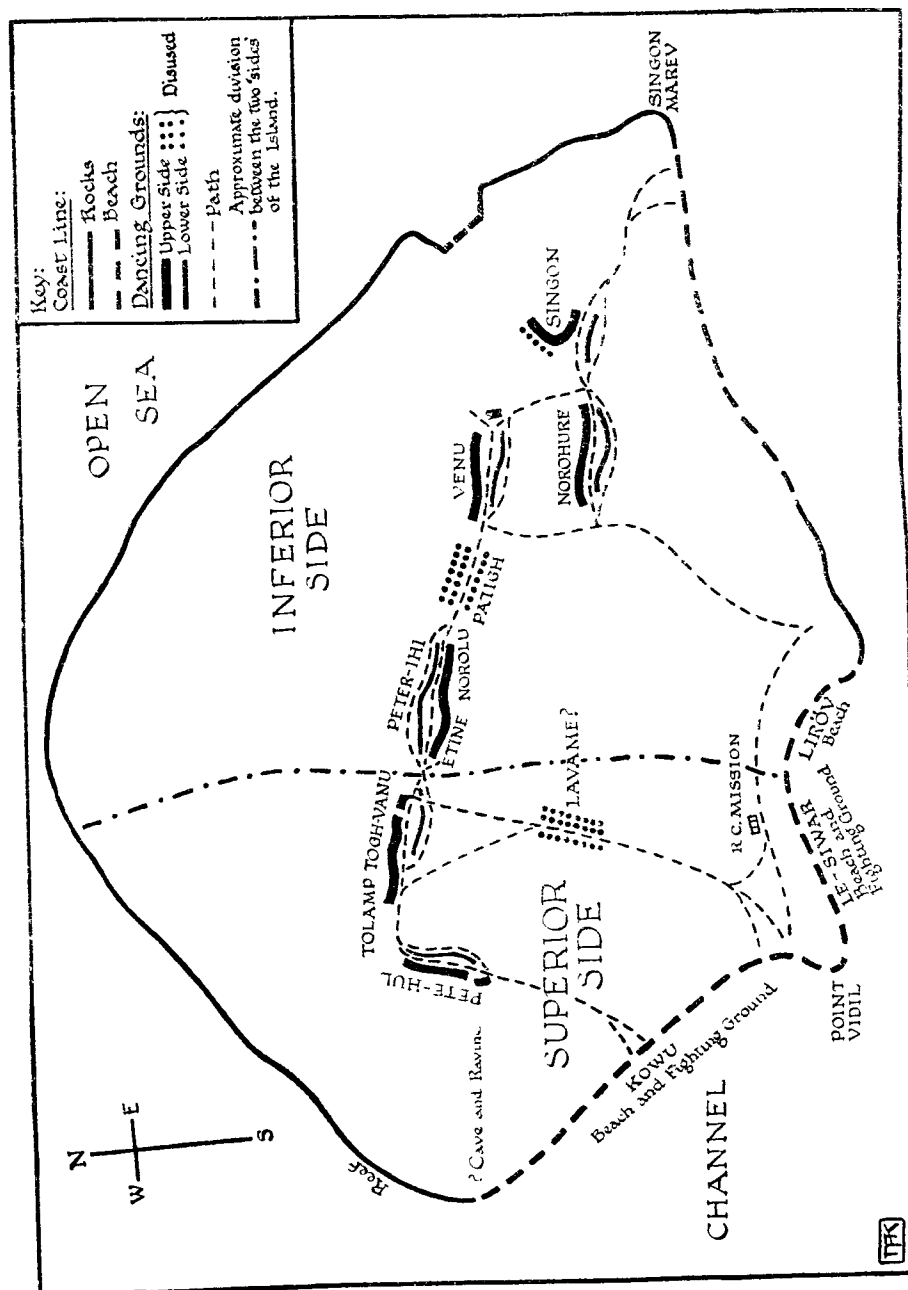 Key:
Coast Line:
Rocks
Beach
Dancing Grounds:
Upper Side
Lower Side
Disused
Path
Approximate division
between the two 'sides'
of the Island.
OPEN
SEA
INFERIOR
SIDE
SINGON
MAREV
SINGON
VENU
NOROHURE
PATIGH
PETER-IHI
ETINE NOROLU
TOLAMP TOGH-VANU
LAVAME?
PETE-HUL
SUPERIOR
SIDE
R.C. MISSION
LIRÖV
Beach
LE-SIWAR
Beach and
Fighting Ground
POINT
VIDIL
KOWU
Beach and Fighting Ground
CHANNEL
? Cave and Ravine
Reef
N
E
S
W